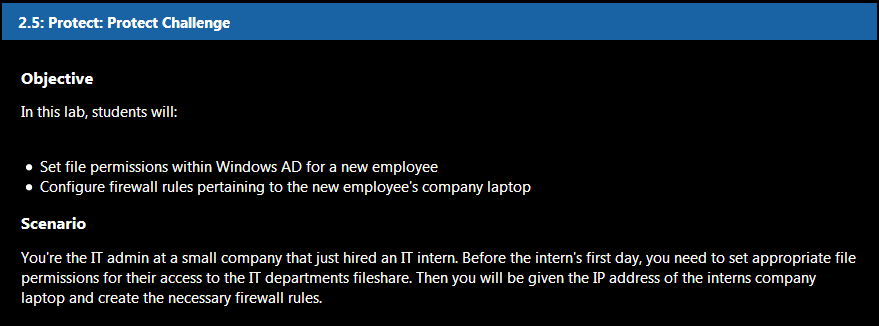 2.5: Protect: Protect Challenge
Objective
In this lab, students will:
• Set file permissions within Windows AD for a new employee
• Configure firewall rules pertaining to the new employee's company laptop
Scenario
You're the IT admin at a small company that just hired an IT intern. Before the intern's first day, you need to set appropriate file
permissions for their access to the IT departments fileshare. Then you will be given the IP address of the interns company
laptop and create the necessary firewall rules.